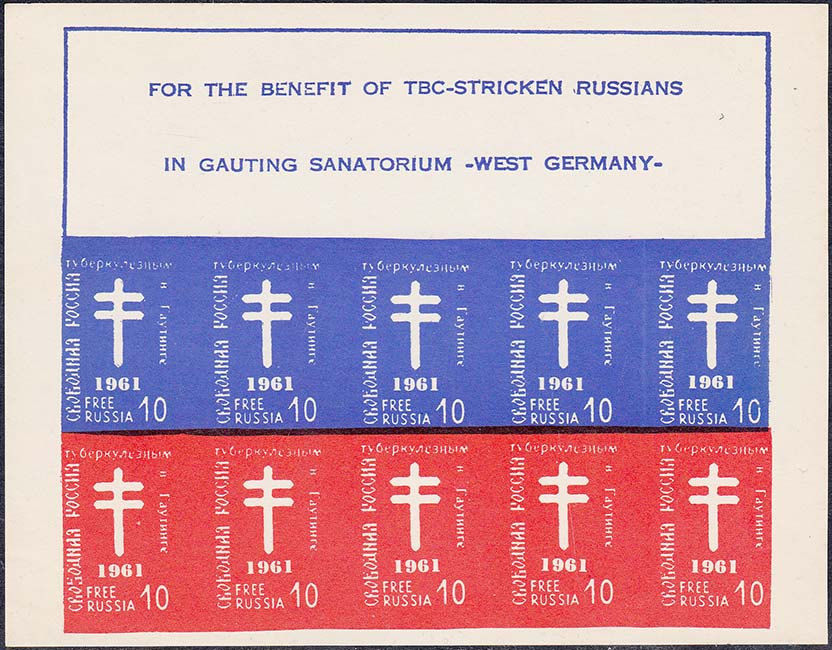 FOR THE BENEFIT OF TBC-STRICKEN RUSSIANS
IN GAUTING SANATORIUM -WEST GERMANY-
туберкулезным
СВОБОДНАЯ РОССИЯ
в Гаутинге
1961
FREE
RUSSIA 10
туберкулезным
СВОБОДНАЯ РОССИЯ
в Гаутинге
1961
FREE
RUSSIA 10
туберкулезным
СВОБОДНАЯ РОССИЯ
в Гаутинге
1961
FREE
RUSSIA 10
туберкулезным
СВОБОДНАЯ РОССИЯ
в Гаутинге
1961
FREE
RUSSIA 10
туберкулезным
СВОБОДНАЯ РОССИЯ
в Гаутинге
1961
FREE
RUSSIA 10
туберкулезным
СВОБОДНАЯ РОССИЯ
в Гаутинге
1961
FREE
RUSSIA 10
туберкулезным
СВОБОДНАЯ РОССИЯ
в Гаутинге
1961
FREE
RUSSIA 10
туберкулезным
СВОБОДНАЯ РОССИЯ
в Гаутинге
1961
FREE
RUSSIA 10
туберкулезным
СВОБОДНАЯ РОССИЯ
в Гаутинге
1961
FREE
RUSSIA 10
туберкулезным
СВОБОДНАЯ РОССИЯ
в Гаутинге
1961
FREE
RUSSIA 10